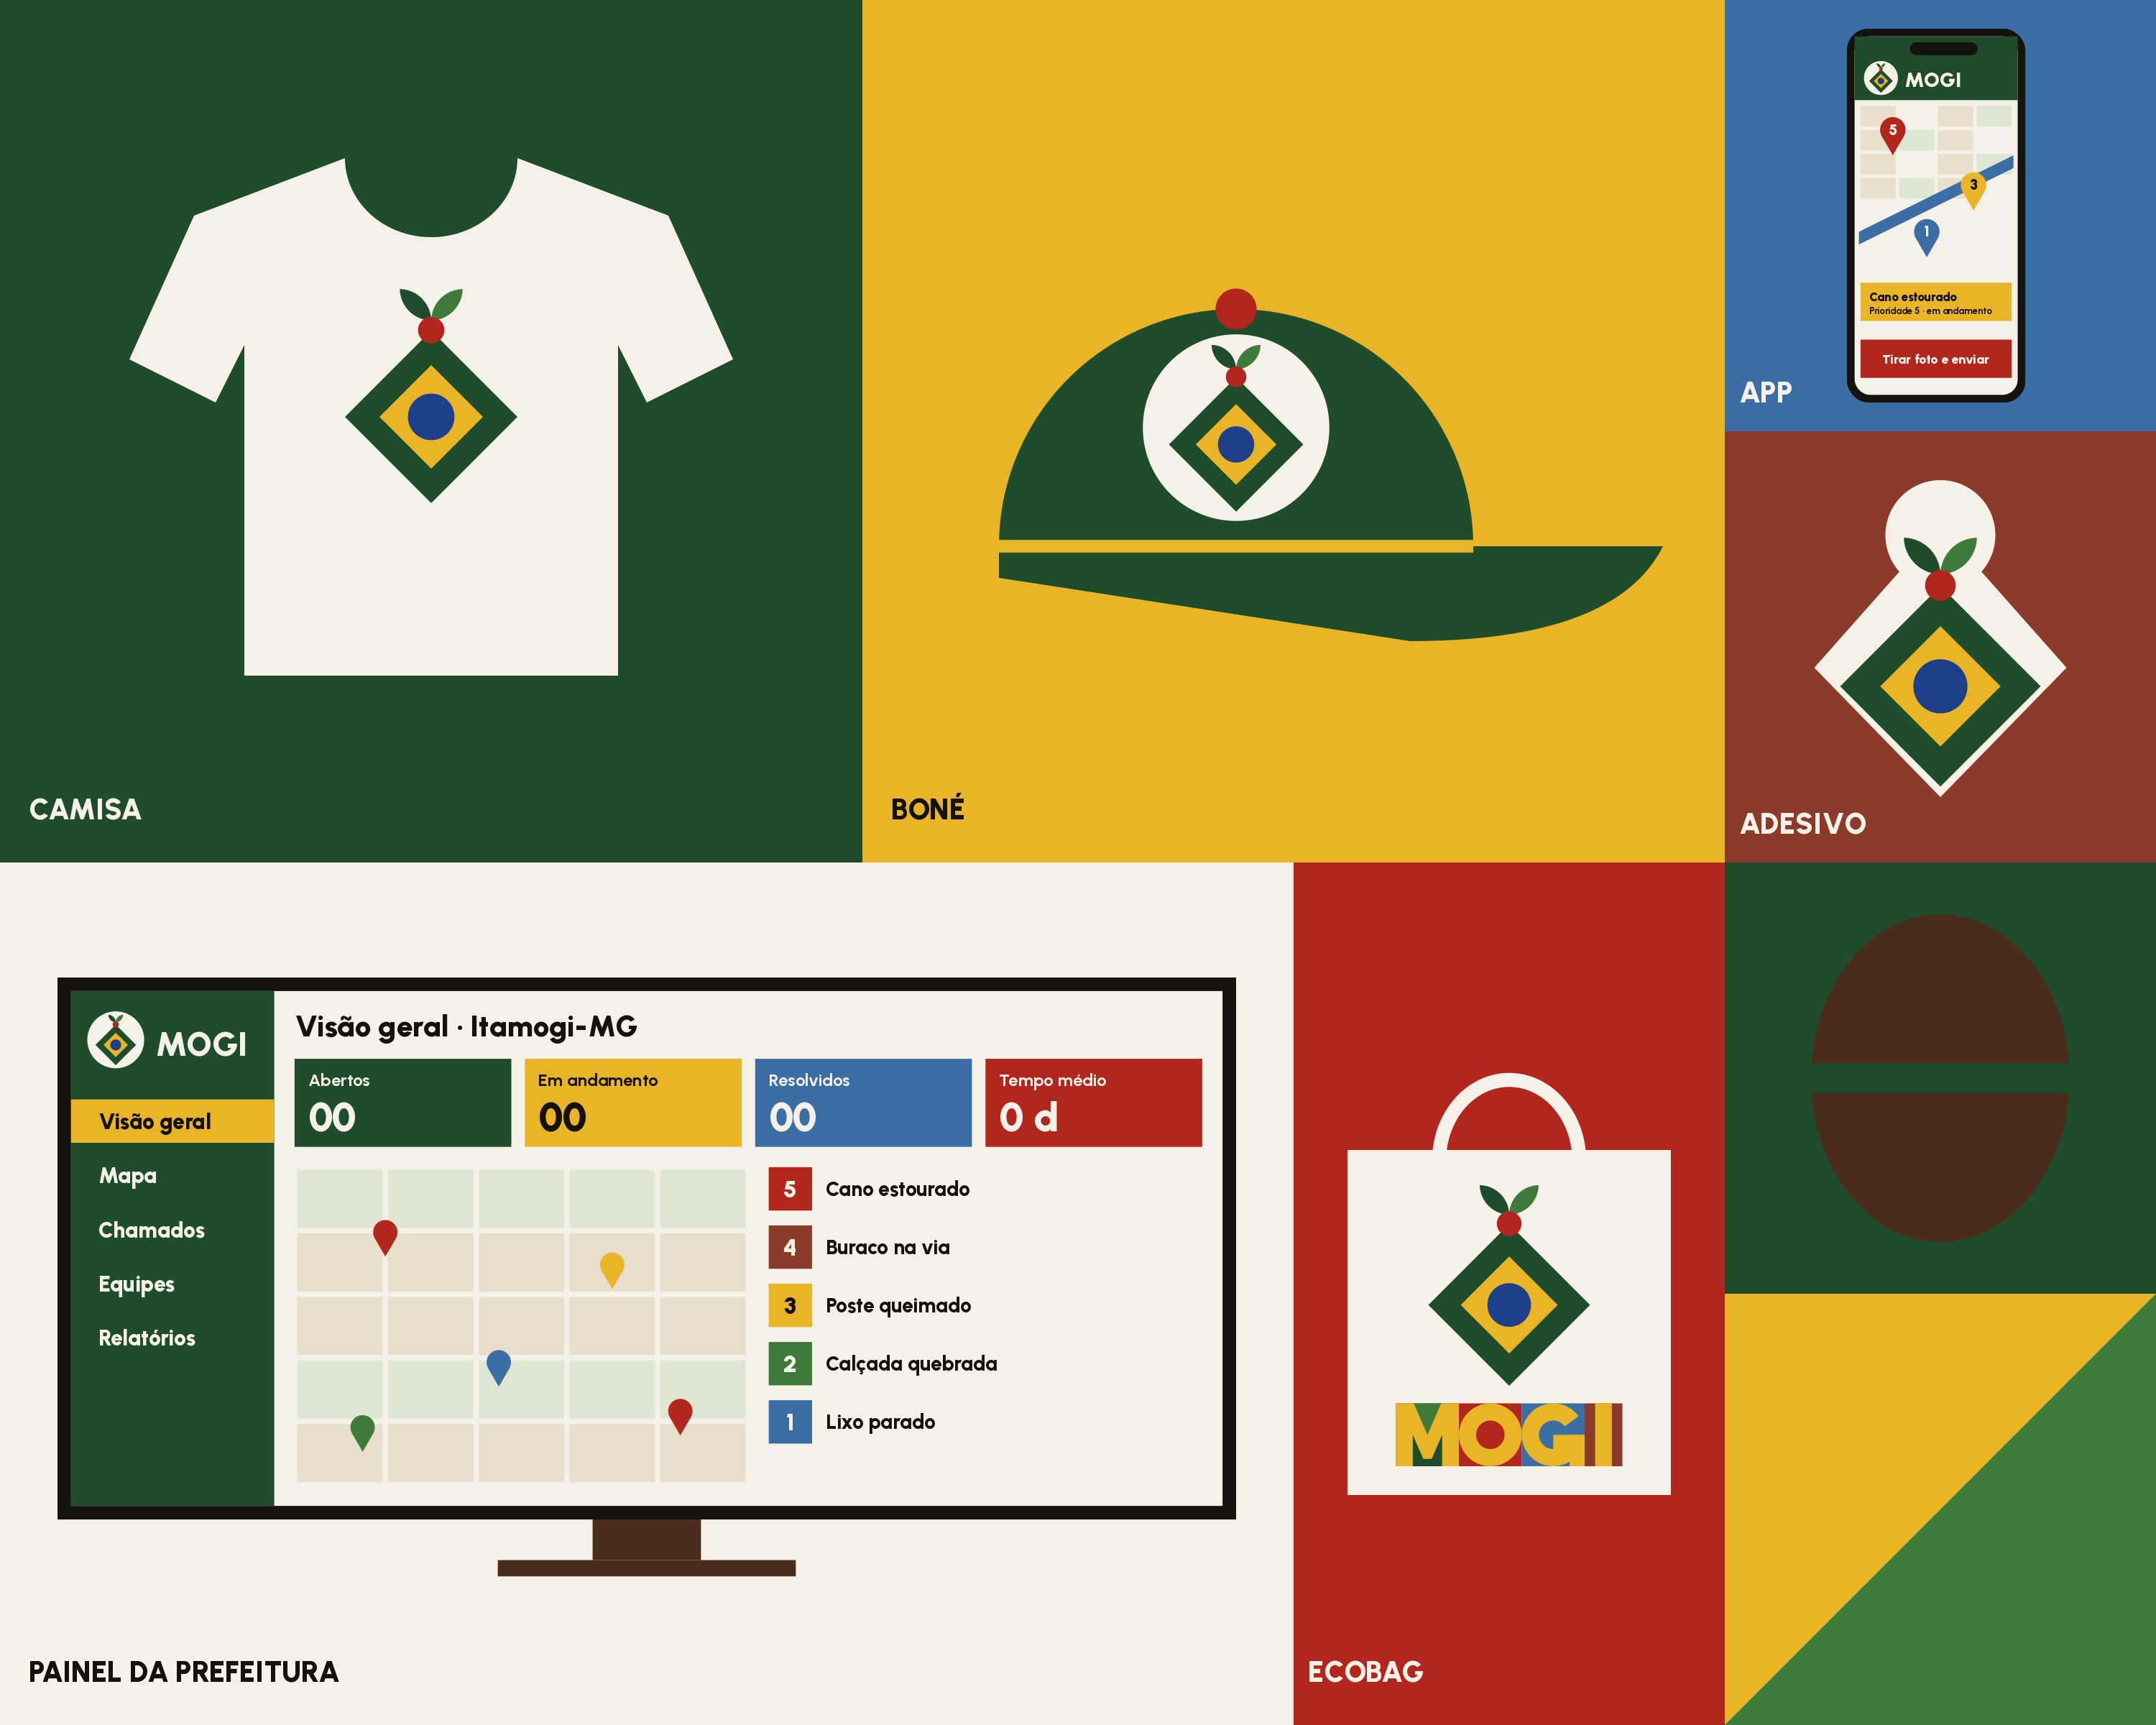 MOGI
5
3
1
Cano estourado
Prioridade 5 · em andamento
Tirar foto e enviar
APP
CAMISA
BONÉ
ADESIVO
MOGI
Visão geral
Mapa
Chamados
Equipes
Relatórios
Visão geral · Itamogi-MG
Abertos
00
Em andamento
00
Resolvidos
00
Tempo médio
0 d
5 Cano estourado
4 Buraco na via
3 Poste queimado
2 Calçada quebrada
1 Lixo parado
PAINEL DA PREFEITURA
MOGI
ECOBAG